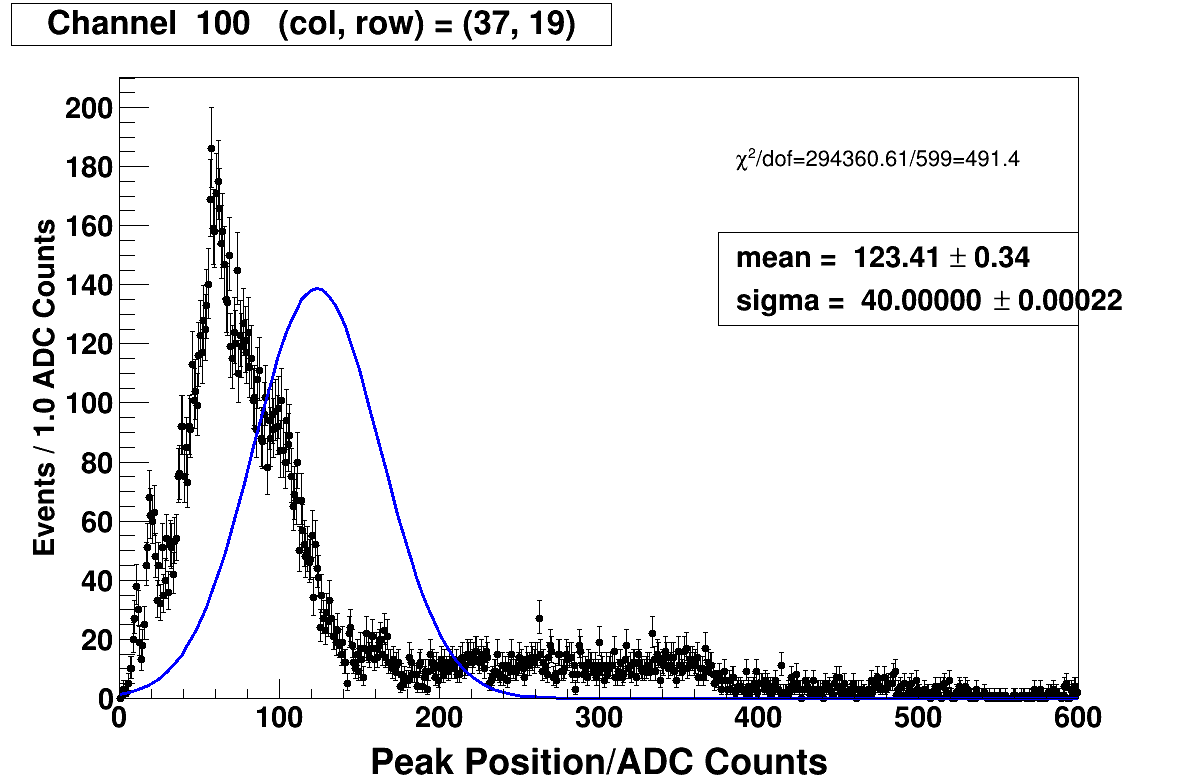 Channel 100 (col, row) = (37, 19)
χ²/dof=294360.61/599=491.4
mean = 123.41 ± 0.34
sigma = 40.00000 ± 0.00022
Events / 1.0 ADC Counts
200
180
160
140
120
100
80
60
40
20
0
0 100 200 300 400 500 600
Peak Position/ADC Counts